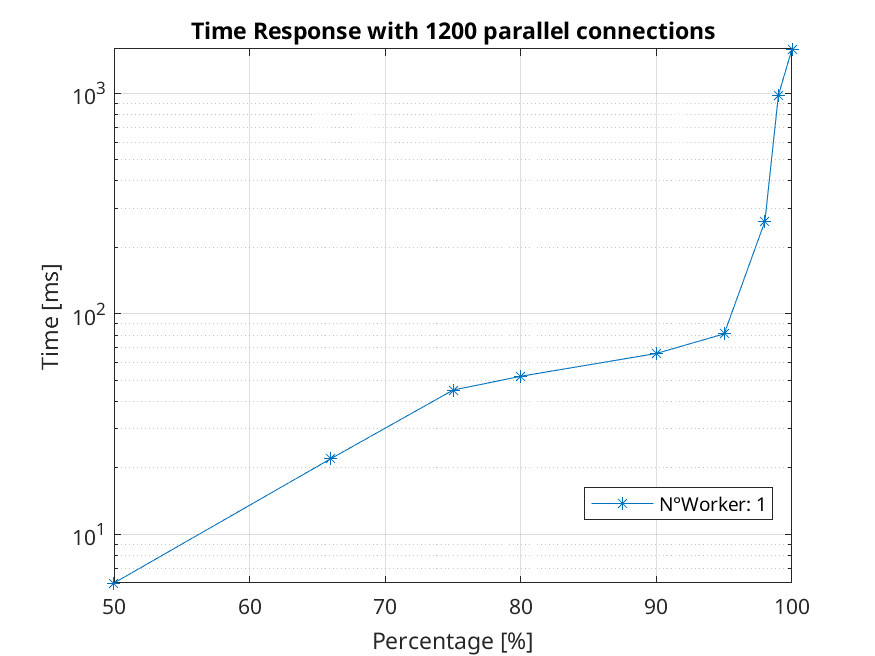 Time Response with 1200 parallel connections
10^3
10^2
10^1
Time [ms]
N°Worker: 1
50 60 70 80 90 100
Percentage [%]